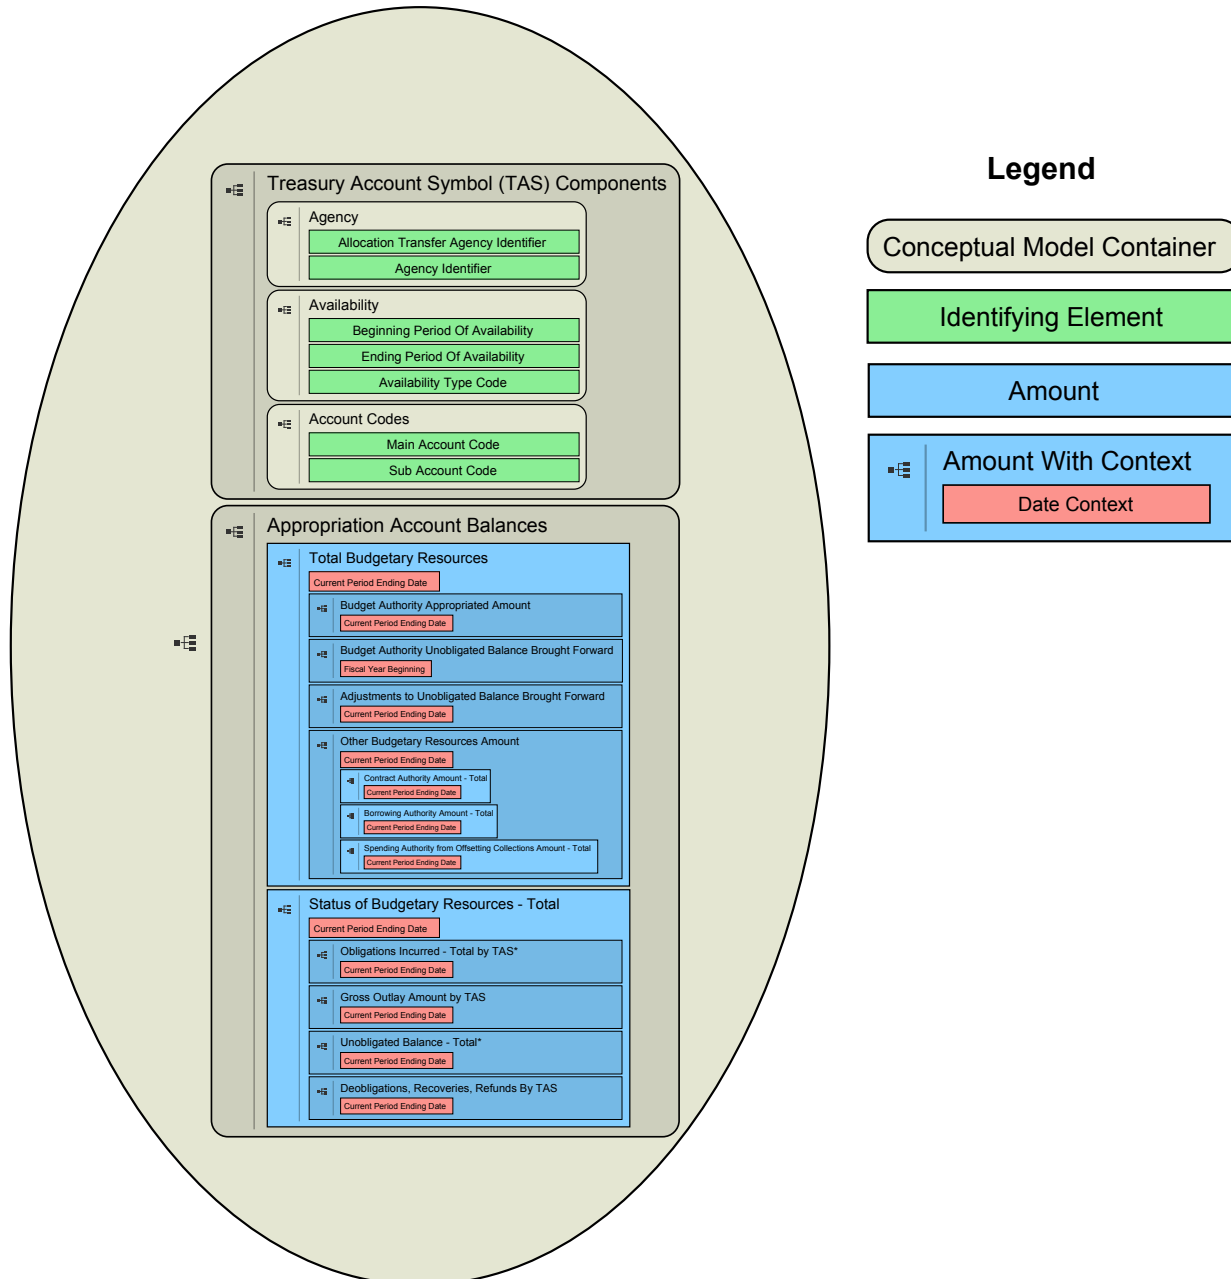 Treasury Account Symbol (TAS) Components
Agency
Allocation Transfer Agency Identifier
Agency Identifier
Availability
Beginning Period Of Availability
Ending Period Of Availability
Availability Type Code
Account Codes
Main Account Code
Sub Account Code
Appropriation Account Balances
Total Budgetary Resources
Current Period Ending Date
Budget Authority Appropriated Amount
Current Period Ending Date
Budget Authority Unobligated Balance Brought Forward
Fiscal Year Beginning
Adjustments to Unobligated Balance Brought Forward
Current Period Ending Date
Other Budgetary Resources Amount
Current Period Ending Date
Contract Authority Amount - Total
Current Period Ending Date
Borrowing Authority Amount - Total
Current Period Ending Date
Spending Authority from Offsetting Collections Amount - Total
Current Period Ending Date
Status of Budgetary Resources - Total
Current Period Ending Date
Obligations Incurred - Total by TAS*
Current Period Ending Date
Gross Outlay Amount by TAS
Current Period Ending Date
Unobligated Balance - Total*
Current Period Ending Date
Deobligations, Recoveries, Refunds By TAS
Current Period Ending Date
Legend
Conceptual Model Container
Identifying Element
Amount
Amount With Context
Date Context